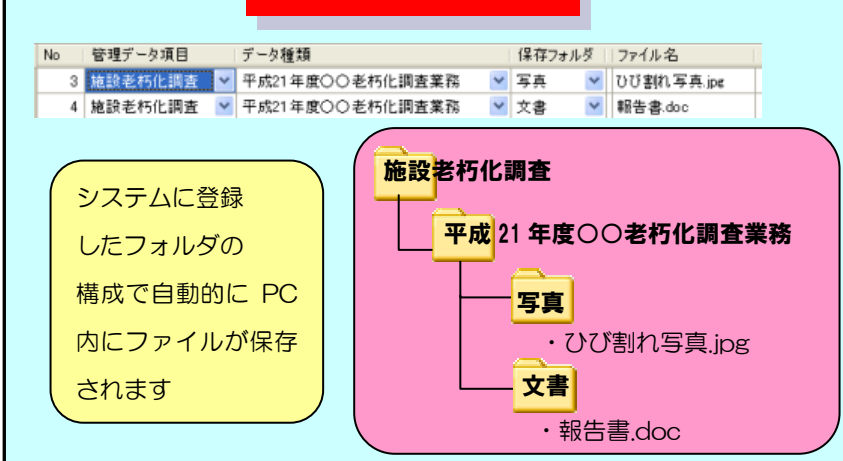 No 管理データ項目 データ種類 保存フォルダ ファイル名
3 施設老朽化調査 平成21年度〇〇老朽化調査業務 写真 ひび割れ写真.jpg
4 施設老朽化調査 平成21年度〇〇老朽化調査業務 文書 報告書.doc
システムに登録
したフォルダの
構成で自動的に PC
内にファイルが保存
されます
施設老朽化調査
平成 21 年度〇〇老朽化調査業務
写真
・ひび割れ写真.jpg
文書
・報告書.doc